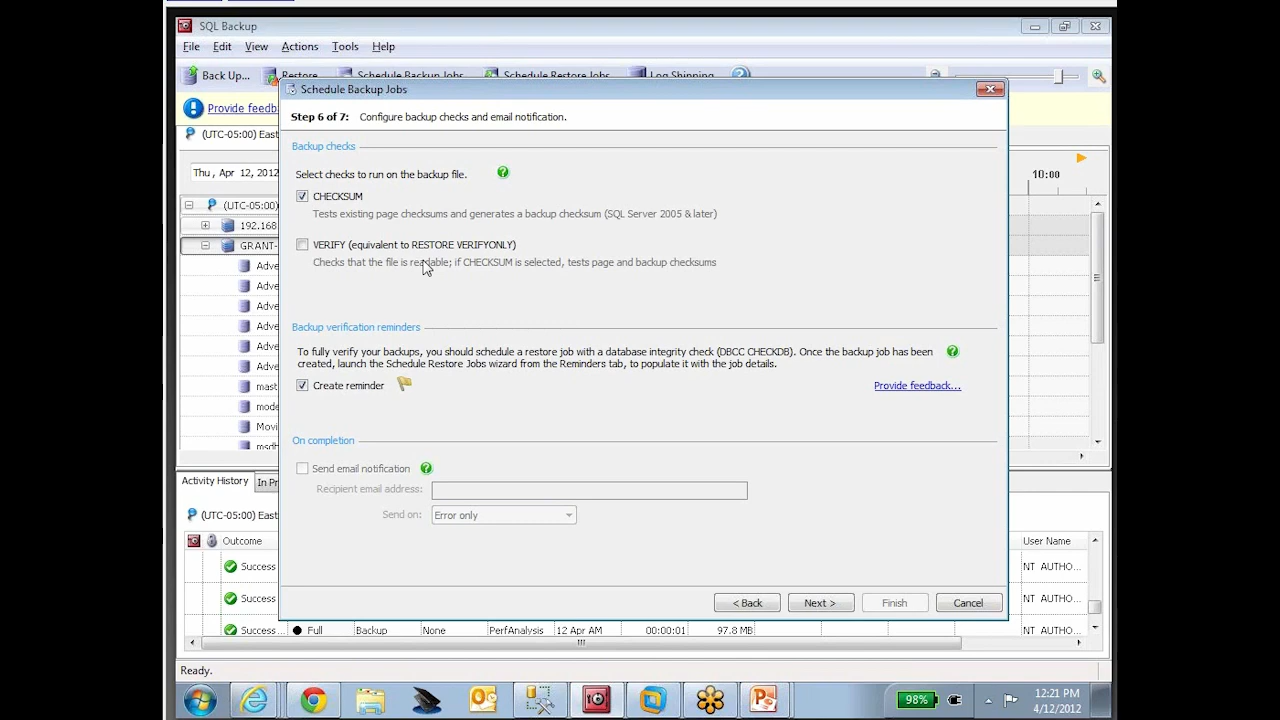 SQL Backup
File Edit View Actions Tools Help
Back Up... Restore Schedule Backup Jobs Schedule Restore Jobs Log Shipping
Schedule Backup Jobs
Provide feedb
Step 6 of 7: Configure backup checks and email notification.
(UTC-05:00) East
Backup checks
Thu, Apr 12, 2012
Select checks to run on the backup file.
10:00
CHECKSUM
(UTC-05:00)
Tests existing page checksums and generates a backup checksum (SQL Server 2005 & later)
192.168
GRANT-
VERIFY (equivalent to RESTORE VERIFYONLY)
Adve
Checks that the file is readable; if CHECKSUM is selected, tests page and backup checksums
Adve
Adve
Adve
Backup verification reminders
Adve
To fully verify your backups, you should schedule a restore job with a database integrity check (DBCC CHECKDB). Once the backup job has been
created, launch the Schedule Restore Jobs wizard from the Reminders tab, to populate it with the job details.
Adve
mast
Create reminder
Provide feedback...
mode
Movi
On completion
msdb
Send email notification
Activity History In Pr
Recipient email address:
Send on: Error only
(UTC-05:00) East
Outcome
User Name
Success
NT AUTHO...
Success
NT AUTHO...
< Back Next > Finish Cancel
Success ... Full Backup None PerfAnalysis 12 Apr AM 00:00:01 97.8 MB NT AUTHO...
Ready.
98%
12:21 PM
4/12/2012